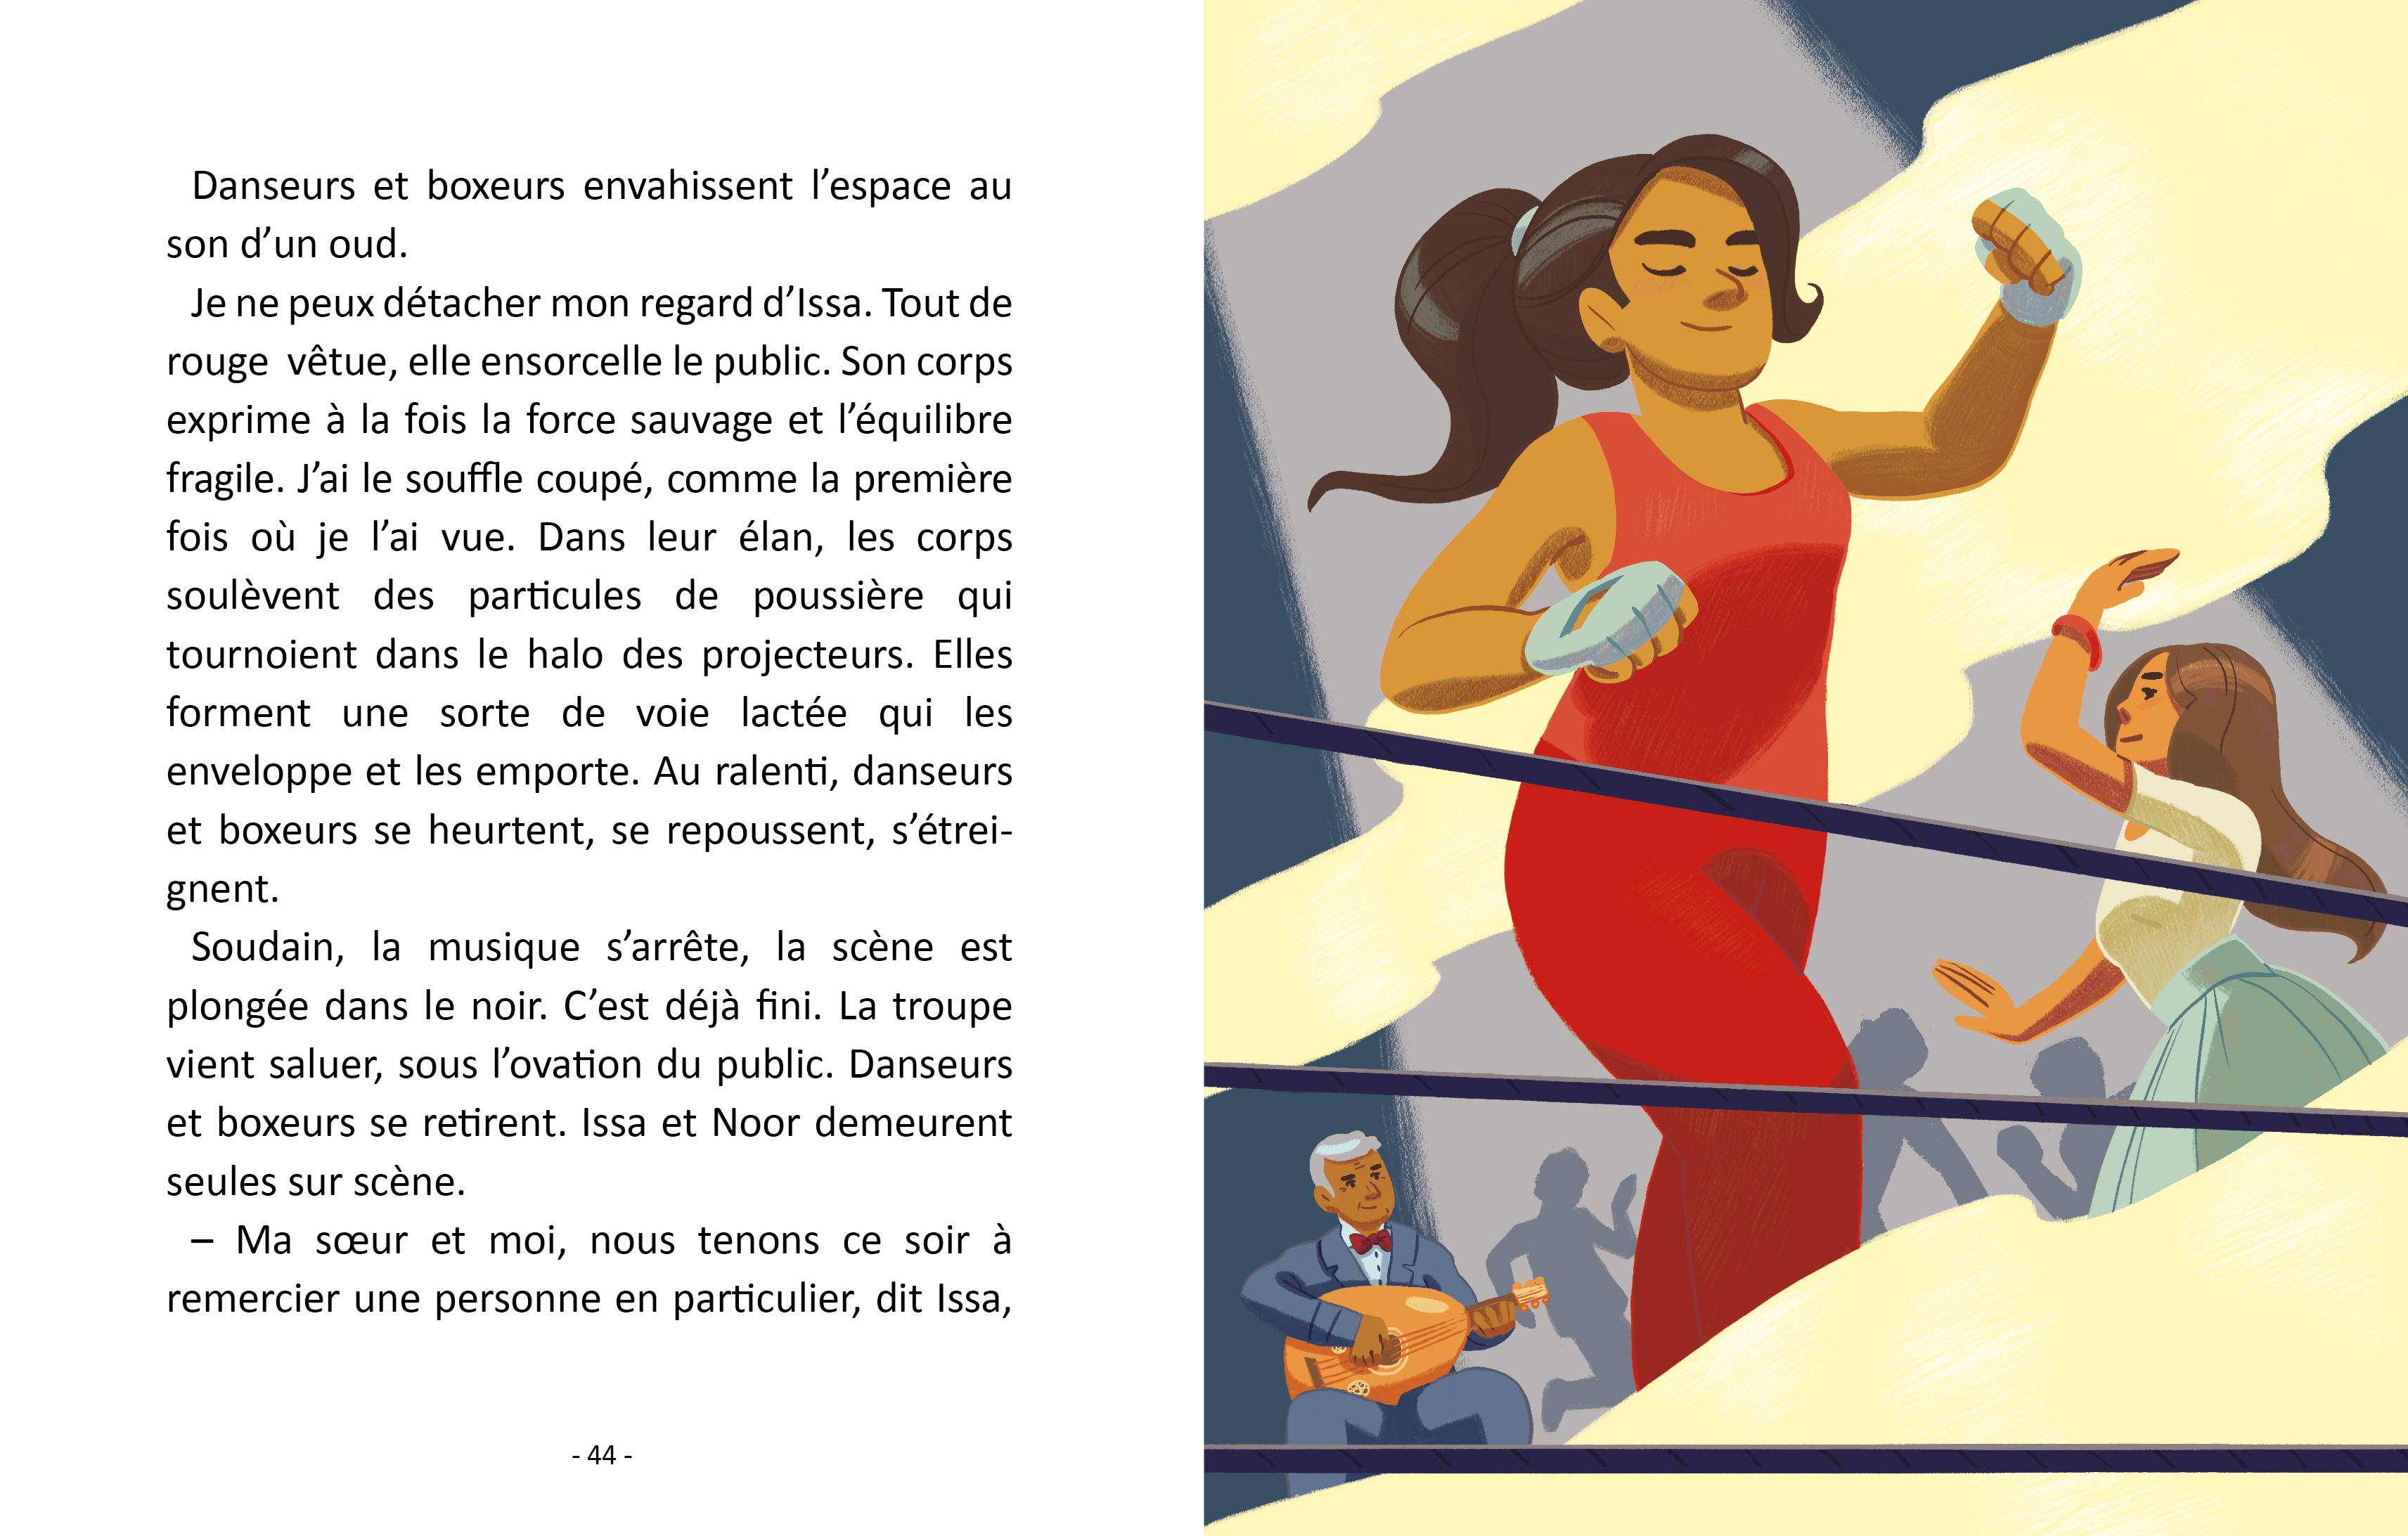 Danseurs et boxeurs envahissent l’espace au
son d’un oud.
Je ne peux détacher mon regard d’Issa. Tout de
rouge vêtue, elle ensorcelle le public. Son corps
exprime à la fois la force sauvage et l’équilibre
fragile. J’ai le souffle coupé, comme la première
fois où je l’ai vue. Dans leur élan, les corps
soulèvent des particules de poussière qui
tournoient dans le halo des projecteurs. Elles
forment une sorte de voie lactée qui les
enveloppe et les emporte. Au ralenti, danseurs
et boxeurs se heurtent, se repoussent, s’étrei-
gnent.
Soudain, la musique s’arrête, la scène est
plongée dans le noir. C’est déjà fini. La troupe
vient saluer, sous l’ovation du public. Danseurs
et boxeurs se retirent. Issa et Noor demeurent
seules sur scène.
– Ma sœur et moi, nous tenons ce soir à
remercier une personne en particulier, dit Issa,
- 44 -